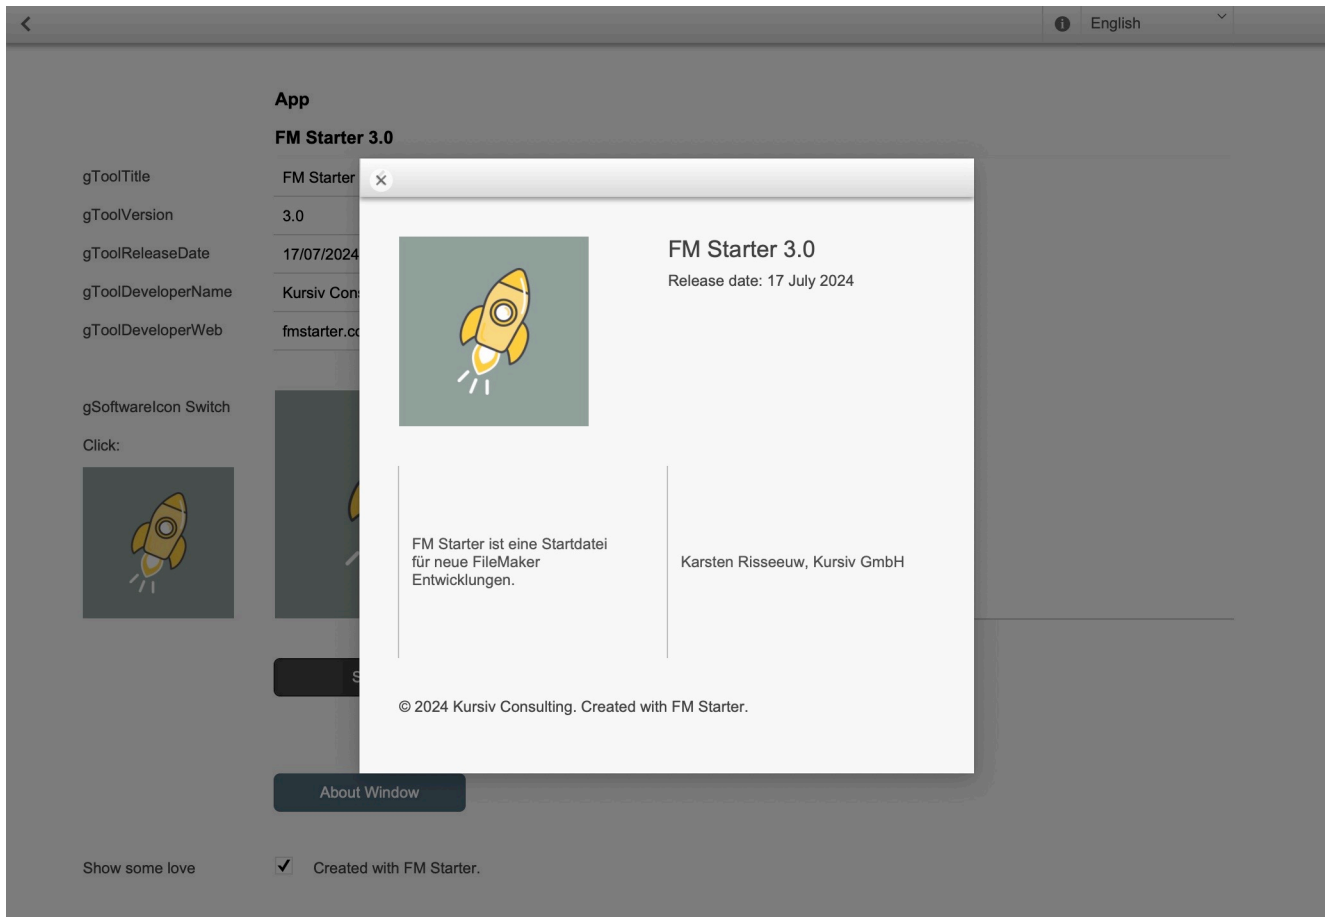 English
App
FM Starter 3.0
gToolTitle
FM Starter
gToolVersion
3.0
gToolReleaseDate
17/07/2024
gToolDeveloperName
Kursiv
gToolDeveloperWeb
gSoftwareIcon Switch
Click:
FM Starter 3.0
Release date: 17 July 2024
FM Starter ist eine Startdatei
für neue FileMaker
Entwicklungen.
Karsten Risseeuw, Kursiv GmbH
© 2024 Kursiv Consulting. Created with FM Starter.
About Window
Show some love
Created with FM Starter.